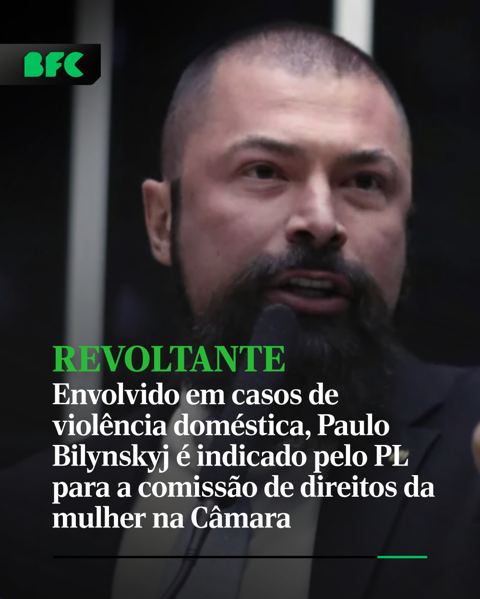 BFC
REVOLTANTE
Envolvido em casos de
violência doméstica, Paulo
Bilynskyj é indicado pelo PL
para a comissão de direitos da
mulher na Câmara